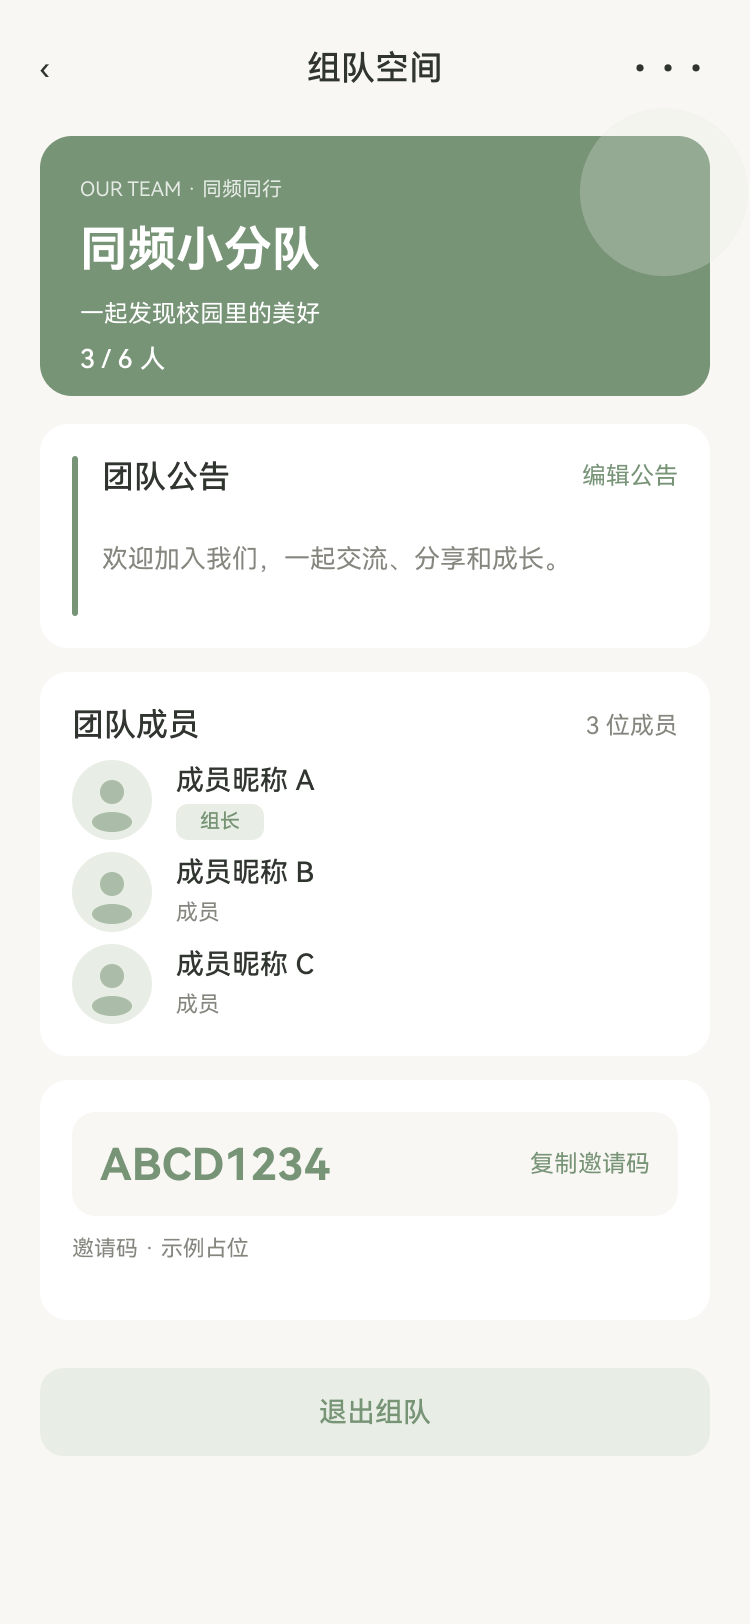 ‹ 组队空间 • • •
OUR TEAM · 同频同行
同频小分队
一起发现校园里的美好
3 / 6 人
团队公告 编辑公告
欢迎加入我们，一起交流、分享和成长。
团队成员 3 位成员
成员昵称 A
组长
成员昵称 B
成员
成员昵称 C
成员
ABCD1234 复制邀请码
邀请码 · 示例占位
退出组队